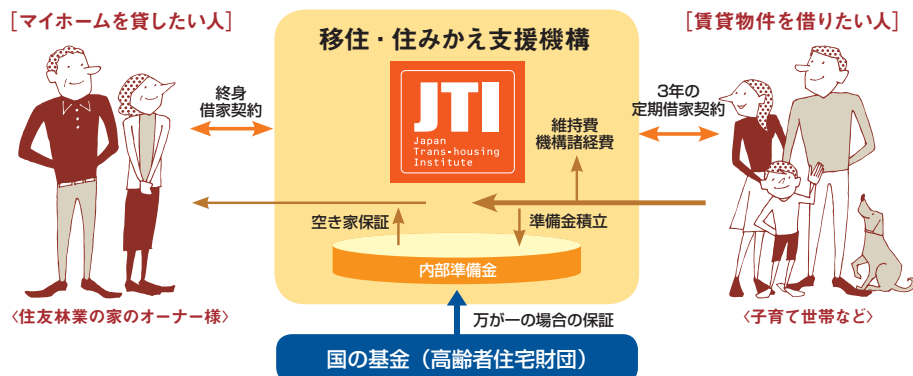 [マイホームを貸したい人]
移住・住みかえ支援機構
[賃貸物件を借りたい人]
終身
借家契約
JTI
Japan
Trans-housing
Institute
3年の
定期借家契約
維持費
機構諸経費
空き家保証
準備金積立
内部準備金
〈住友林業の家のオーナー様〉
万が一の場合の保証
〈子育て世帯など〉
国の基金(高齢者住宅財団)